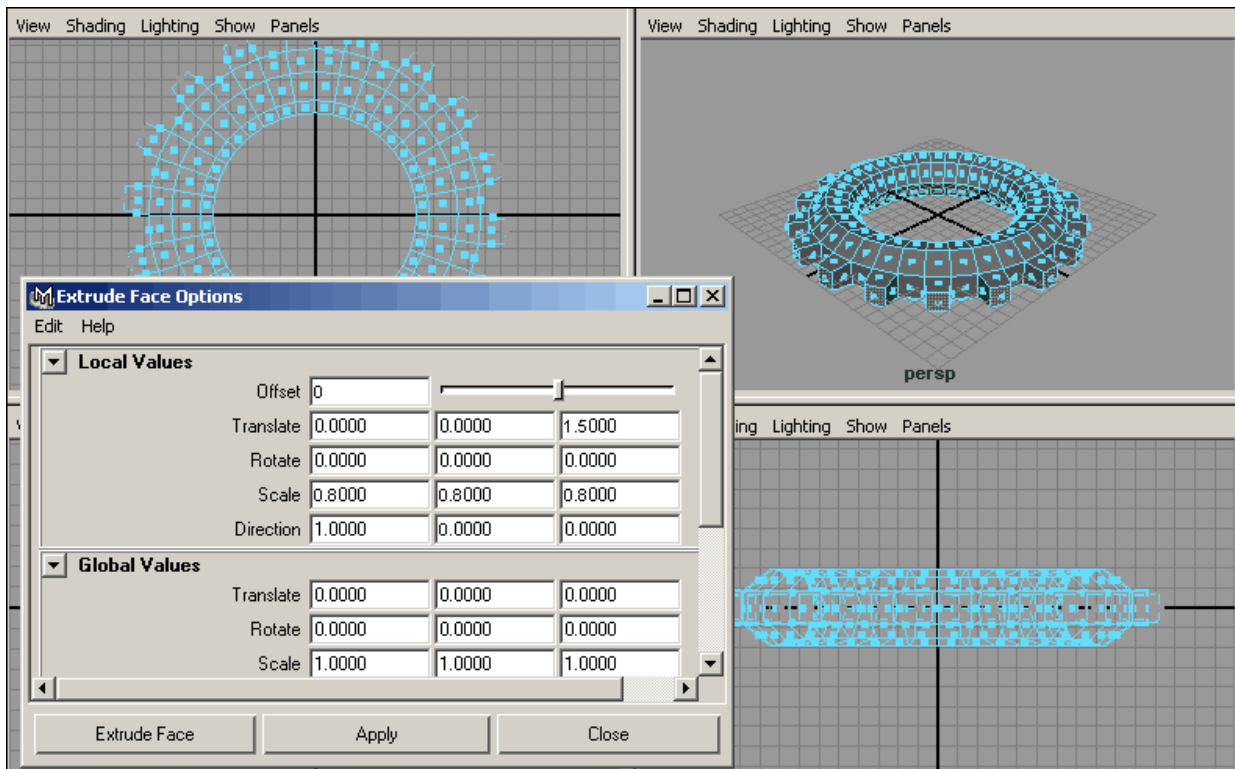 View Shading Lighting Show Panels
View Shading Lighting Show Panels
persp
Extrude Face Options
Edit Help
Local Values
Offset 0
Translate 0.0000 0.0000 1.5000
Rotate 0.0000 0.0000 0.0000
Scale 0.8000 0.8000 0.8000
Direction 1.0000 0.0000 0.0000
Global Values
Translate 0.0000 0.0000 0.0000
Rotate 0.0000 0.0000 0.0000
Scale 1.0000 1.0000 1.0000
Extrude Face Apply Close
ing Lighting Show Panels